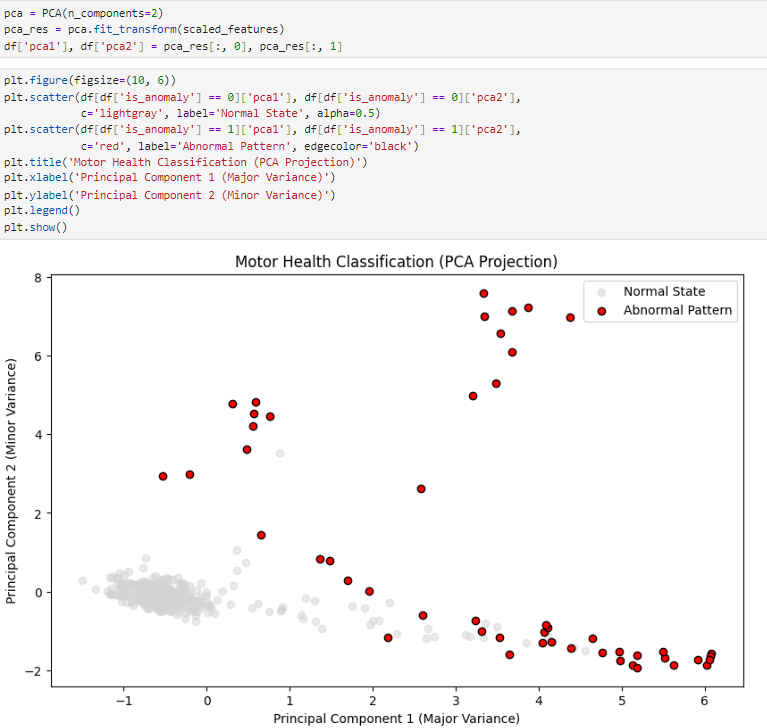 pca = PCA(n_components=2)
pca_res = pca.fit_transform(scaled_features)
df['pca1'], df['pca2'] = pca_res[:, 0], pca_res[:, 1]
plt.figure(figsize=(10, 6))
plt.scatter(df[df['is_anomaly'] == 0]['pca1'], df[df['is_anomaly'] == 0]['pca2'],
            c='lightgray', label='Normal State', alpha=0.5)
plt.scatter(df[df['is_anomaly'] == 1]['pca1'], df[df['is_anomaly'] == 1]['pca2'],
            c='red', label='Abnormal Pattern', edgecolor='black')
plt.title('Motor Health Classification (PCA Projection)')
plt.xlabel('Principal Component 1 (Major Variance)')
plt.ylabel('Principal Component 2 (Minor Variance)')
plt.legend()
plt.show()
Motor Health Classification (PCA Projection)
Normal State
Abnormal Pattern
Principal Component 2 (Minor Variance)
8
6
4
2
0
−2
−1 0 1 2 3 4 5 6
Principal Component 1 (Major Variance)